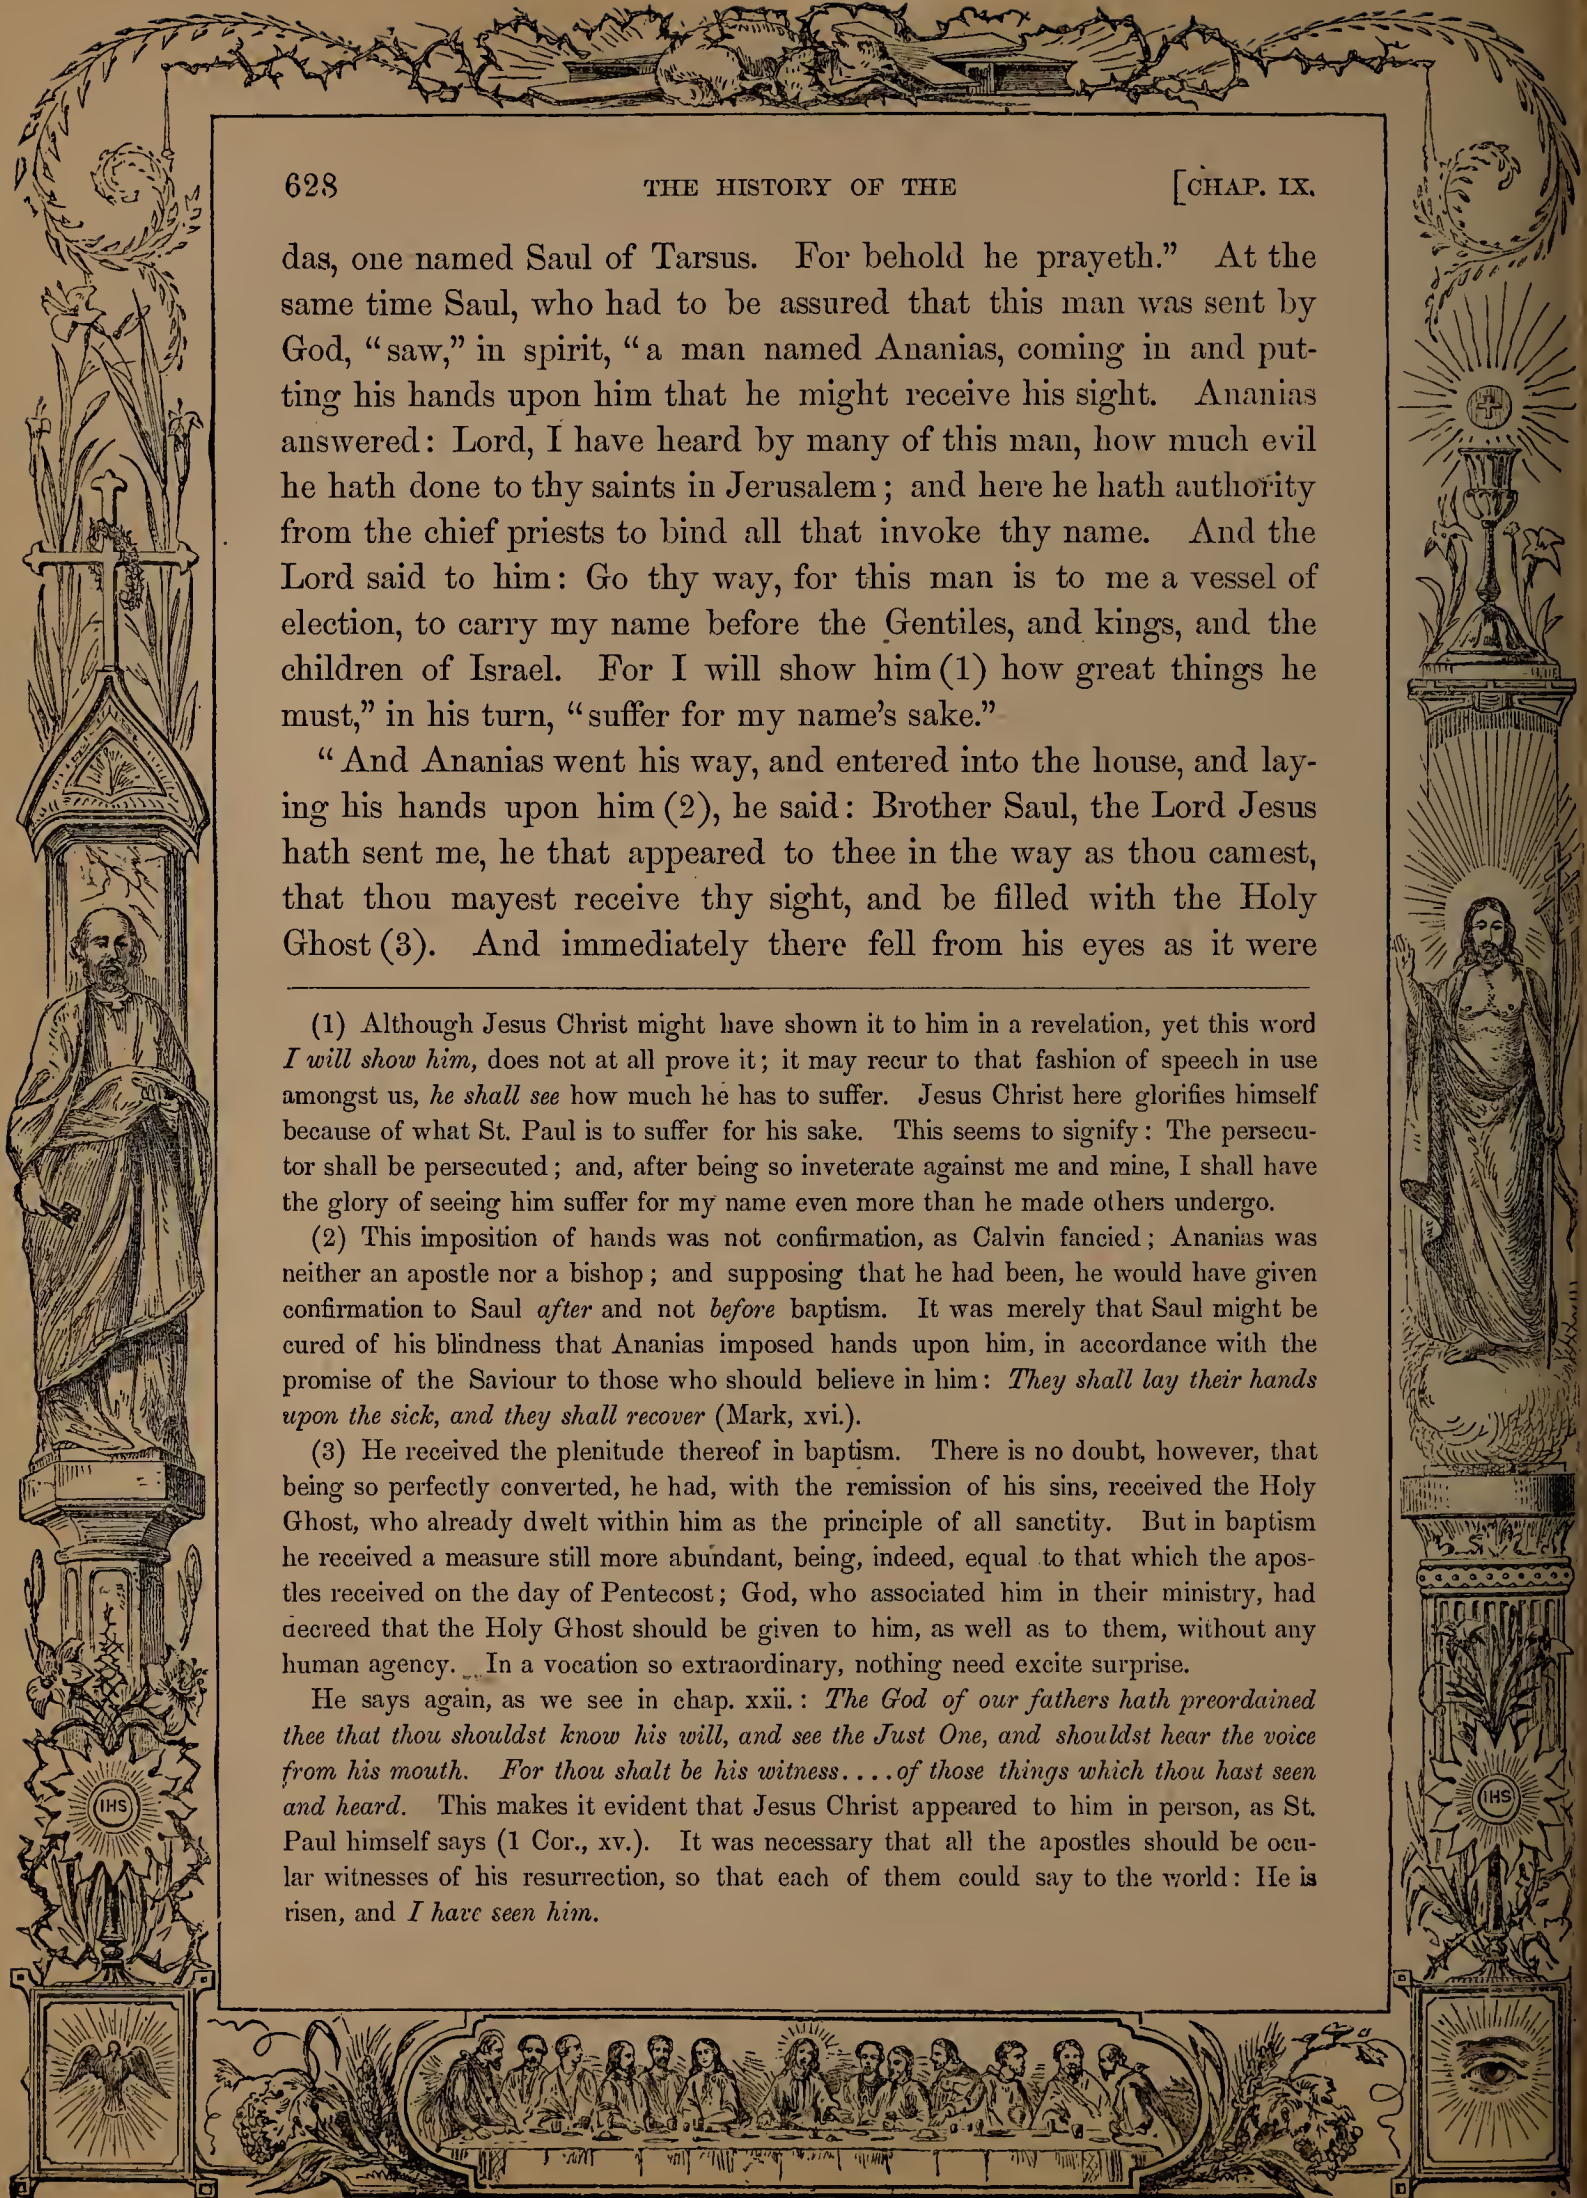 628 THE HISTORY OF THE [CHAP. IX.
das, one named Saul of Tarsus. For behold he prayeth.” At the
same time Saul, who had to be assured that this man was sent by
God, “saw,” in spirit, “a man named Ananias, coming in and put-
ting his hands upon him that he might receive his sight. Ananias
answered: Lord, I have heard by many of this man, how much evil
he hath done to thy saints in Jerusalem; and here he hath authority
from the chief priests to bind all that invoke thy name. And the
Lord said to him: Go thy way, for this man is to me a vessel of
election, to carry my name before the Gentiles, and kings, and the
children of Israel. For I will show him (1) how great things he
must,” in his turn, “suffer for my name's sake.”
“And Ananias went his way, and entered into the house, and lay-
ing his hands upon him (2), he said: Brother Saul, the Lord Jesus
hath sent me, he that appeared to thee in the way as thou camest,
that thou mayest receive thy sight, and be filled with the Holy
Ghost (3). And immediately there fell from his eyes as it were
(1) Although Jesus Christ might have shown it to him in a revelation, yet this word
I will show him, does not at all prove it; it may recur to that fashion of speech in use
amongst us, he shall see how much he has to suffer. Jesus Christ here glorifies himself
because of what St. Paul is to suffer for his sake. This seems to signify: The persecu-
tor shall be persecuted; and, after being so inveterate against me and mine, I shall have
the glory of seeing him suffer for my name even more than he made others undergo.
(2) This imposition of hands was not confirmation, as Calvin fancied; Ananias was
neither an apostle nor a bishop; and supposing that he had been, he would have given
confirmation to Saul after and not before baptism. It was merely that Saul might be
cured of his blindness that Ananias imposed hands upon him, in accordance with the
promise of the Saviour to those who should believe in him: They shall lay their hands
upon the sick, and they shall recover (Mark, xvi.).
(3) He received the plenitude thereof in baptism. There is no doubt, however, that
being so perfectly converted, he had, with the remission of his sins, received the Holy
Ghost, who already dwelt within him as the principle of all sanctity. But in baptism
he received a measure still more abundant, being, indeed, equal to that which the apos-
tles received on the day of Pentecost; God, who associated him in their ministry, had
decreed that the Holy Ghost should be given to him, as well as to them, without any
human agency. In a vocation so extraordinary, nothing need excite surprise.
He says again, as we see in chap. xxii.: The God of our fathers hath preordained
thee that thou shouldst know his will, and see the Just One, and shouldst hear the voice
from his mouth. For thou shalt be his witness....of those things which thou hast seen
and heard. This makes it evident that Jesus Christ appeared to him in person, as St.
Paul himself says (1 Cor., xv.). It was necessary that all the apostles should be ocu-
lar witnesses of his resurrection, so that each of them could say to the world: He is
risen, and I have seen him.
IHS
IHS